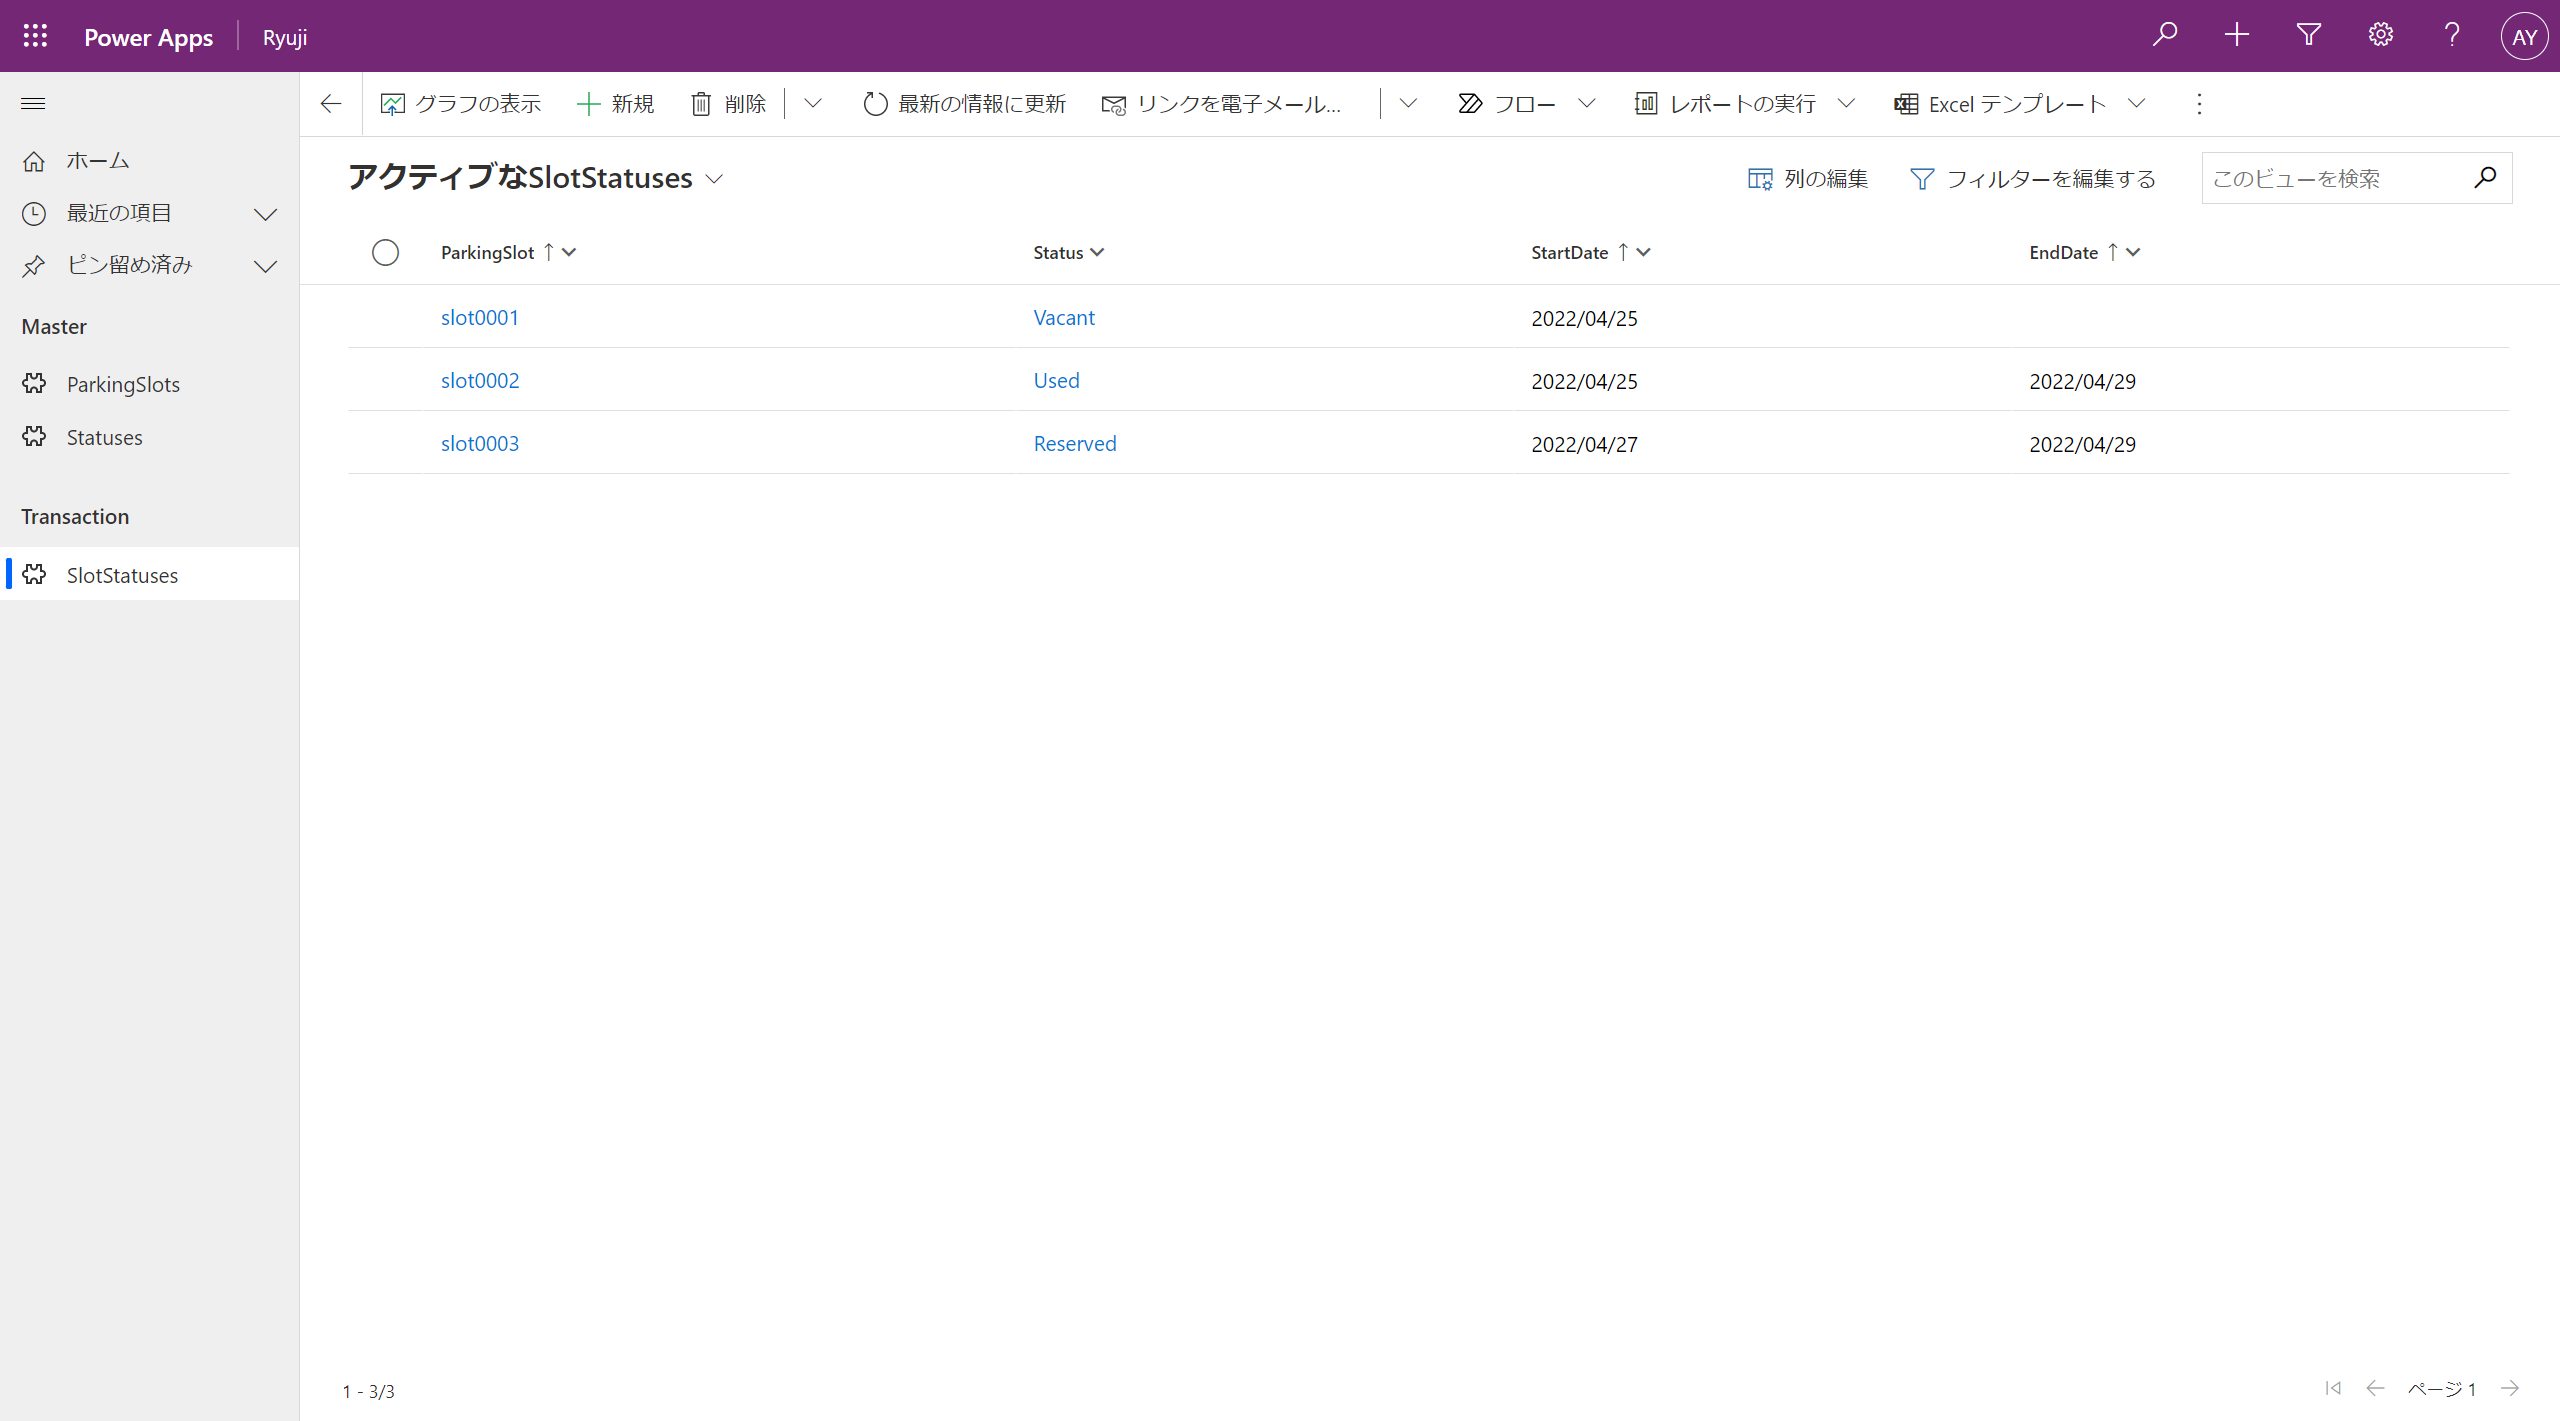 Power Apps
Ryuji
AY
グラフの表示
新規
削除
最新の情報に更新
リンクを電子メール...
フロー
レポートの実行
Excel テンプレート
ホーム
最近の項目
ピン留め済み
Master
ParkingSlots
Statuses
Transaction
SlotStatuses
アクティブなSlotStatuses
列の編集
フィルターを編集する
このビューを検索
ParkingSlot Status StartDate EndDate
slot0001 Vacant 2022/04/25
slot0002 Used 2022/04/25 2022/04/29
slot0003 Reserved 2022/04/27 2022/04/29
1 - 3/3
ページ 1